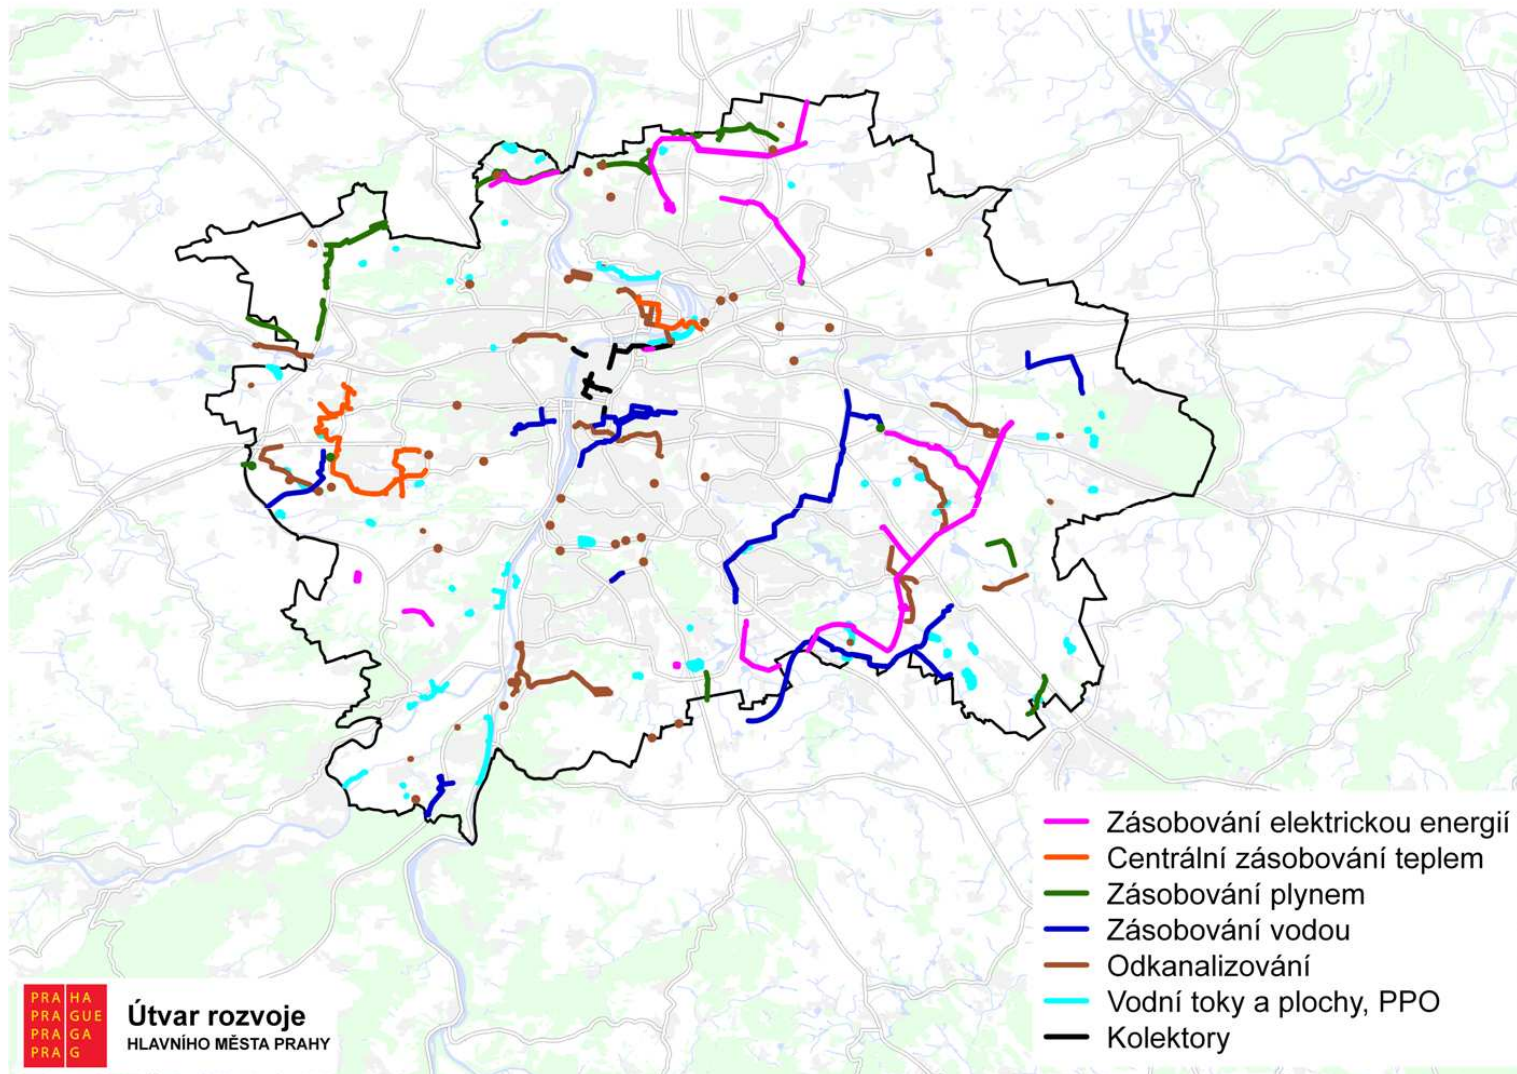 Zásobování elektrickou energií
Centrální zásobování teplem
Zásobování plynem
Zásobování vodou
Odkanalizování
Vodní toky a plochy, PPO
Kolektory
PRA HA
PRA GUE
PRA GA
PRA G
Útvar rozvoje
HLAVNÍHO MĚSTA PRAHY